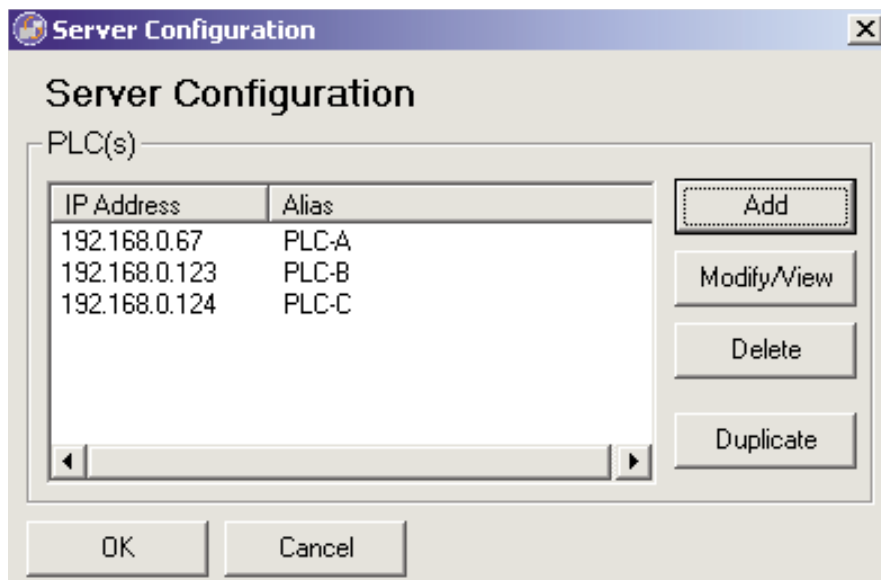 Server Configuration
Server Configuration
PLC(s)
IP Address Alias
192.168.0.67 PLC-A
192.168.0.123 PLC-B
192.168.0.124 PLC-C
Add
Modify/View
Delete
Duplicate
OK Cancel